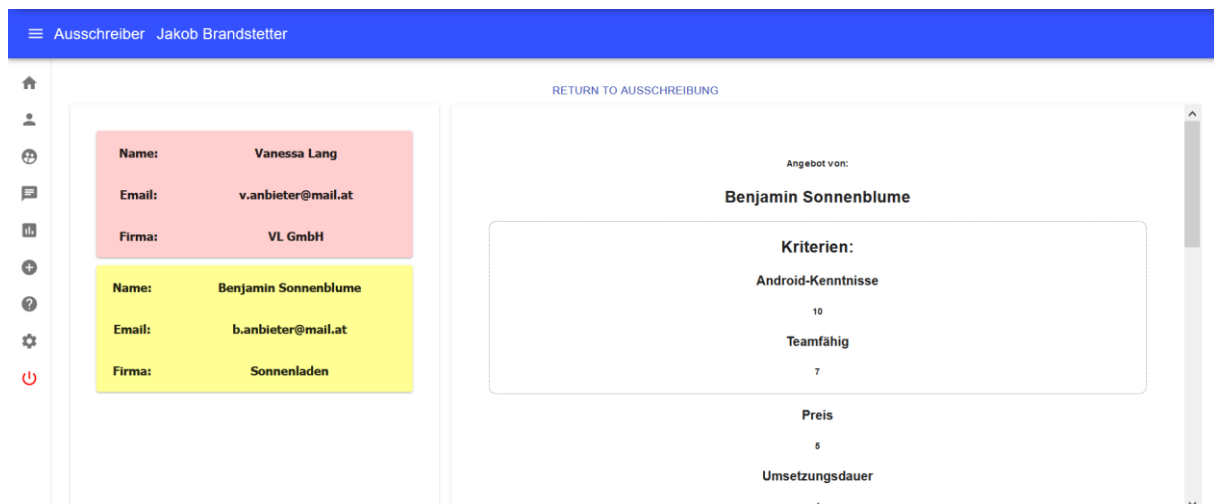 Ausschreiber Jakob Brandstetter
RETURN TO AUSSCHREIBUNG
Name: Vanessa Lang
Email: v.anbieter@mail.at
Firma: VL GmbH
Name: Benjamin Sonnenblume
Email: b.anbieter@mail.at
Firma: Sonnenladen
Angebot von:
Benjamin Sonnenblume
Kriterien:
Android-Kenntnisse
10
Teamfähig
7
Preis
5
Umsetzungsdauer